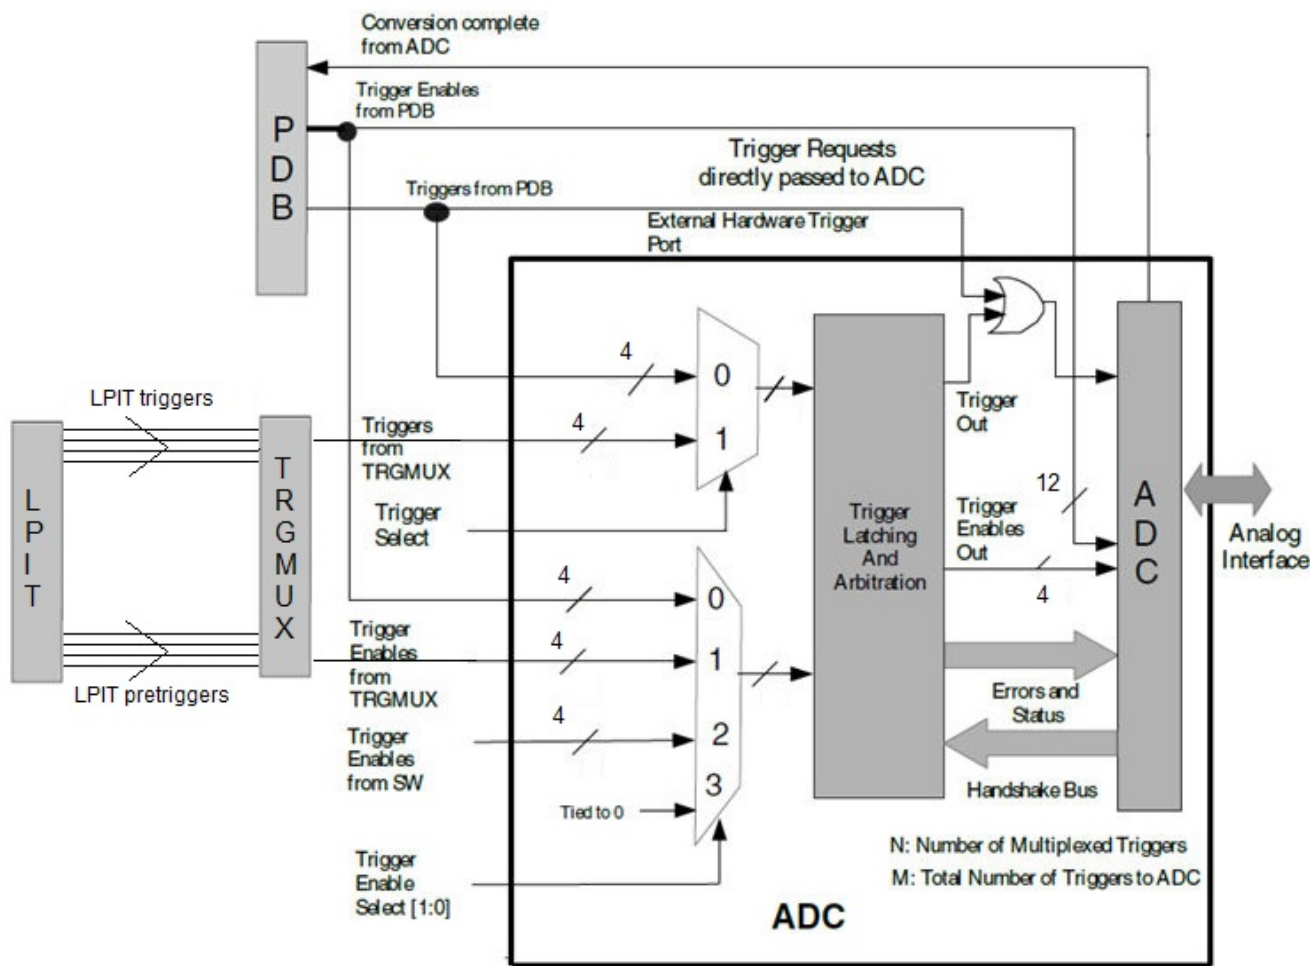 Conversion complete
from ADC
Trigger Enables
from PDB
P
D
B
Trigger Requests
directly passed to ADC
Triggers from PDB
External Hardware Trigger
Port
4
0
LPIT triggers
Triggers
from
TRGMUX
4
1
Trigger
Out
L
P
I
T
T
R
G
M
U
X
Trigger
Select
Trigger
Latching
And
Arbitration
12
Trigger
Enables
Out
4
A
D
C
Analog
Interface
4
0
Trigger
Enables
from
TRGMUX
4
1
LPIT pretriggers
Errors and
Status
Trigger
Enables
from SW
4
2
3
Tied to 0
Handshake Bus
Trigger
Enable
Select [1:0]
N: Number of Multiplexed Triggers
M: Total Number of Triggers to ADC
ADC